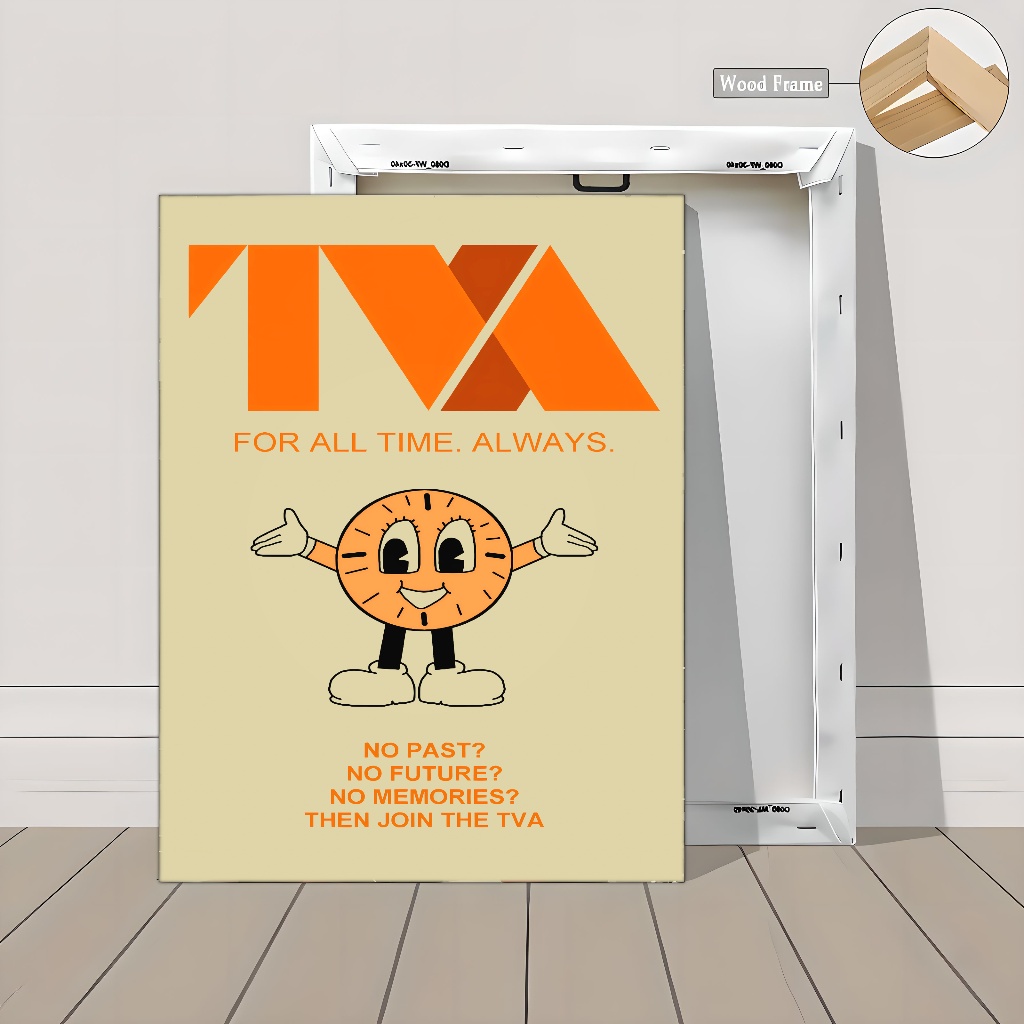 Wood Frame
TVA
FOR ALL TIME. ALWAYS.
NO PAST?
NO FUTURE?
NO MEMORIES?
THEN JOIN THE TVA